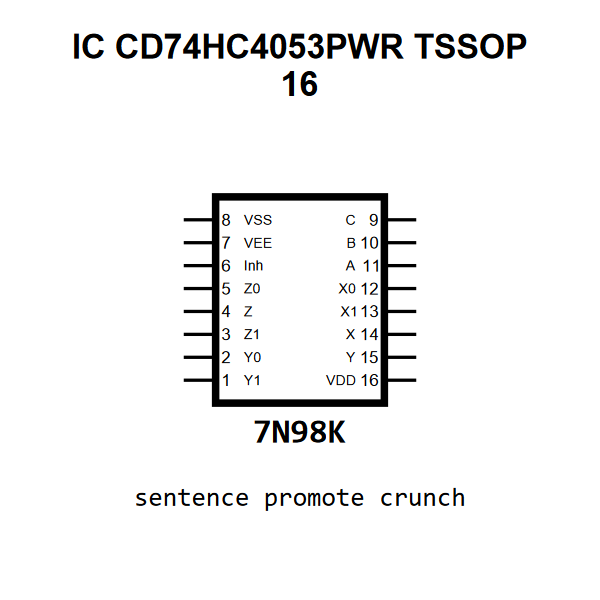 IC CD74HC4053PWR TSSOP
16
8 VSS C 9
7 VEE B 10
6 Inh A 11
5 Z0 X0 12
4 Z X1 13
3 Z1 X 14
2 Y0 Y 15
1 Y1 VDD 16
7N98K
sentence promote crunch